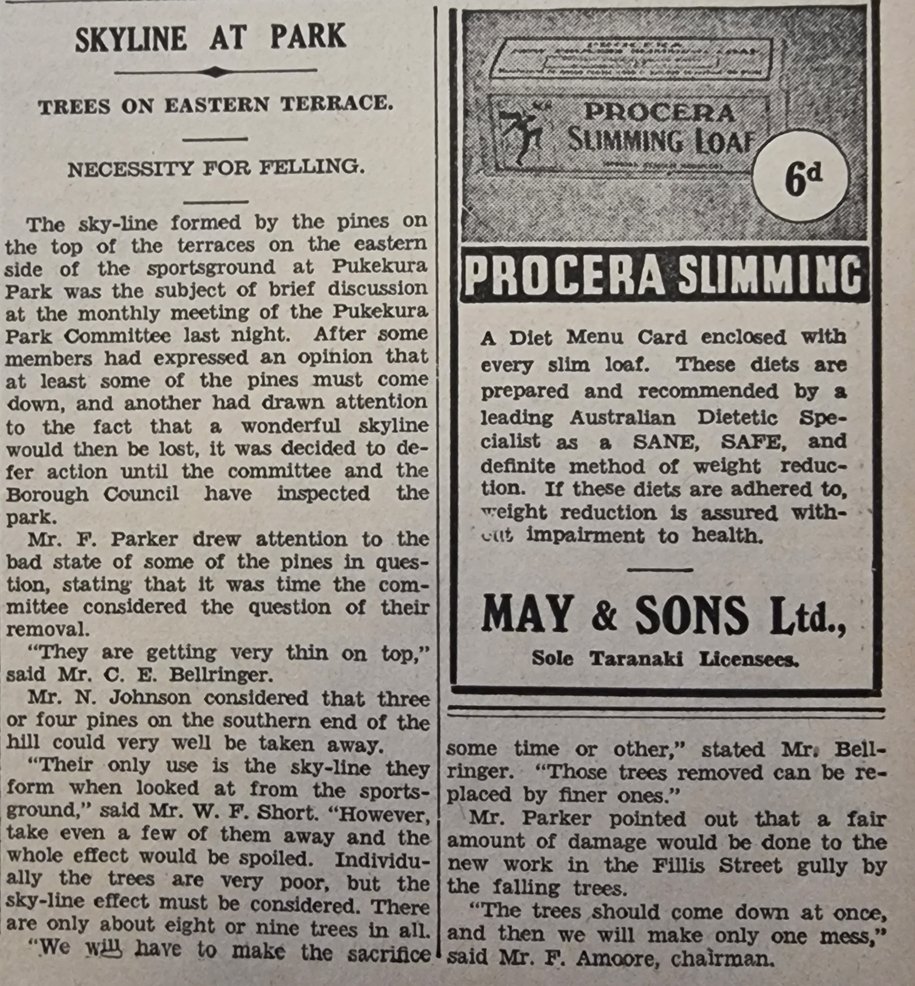 SKYLINE AT PARK
TREES ON EASTERN TERRACE.
NECESSITY FOR FELLING.
The sky-line formed by the pines on
the top of the terraces on the eastern
side of the sportsground at Pukekura
Park was the subject of brief discussion
at the monthly meeting of the Pukekura
Park Committee last night. After some
members had expressed an opinion that
at least some of the pines must come
down, and another had drawn attention
to the fact that a wonderful skyline
would then be lost, it was decided to de-
fer action until the committee and the
Borough Council have inspected the
park.
Mr. F. Parker drew attention to the
bad state of some of the pines in ques-
tion, stating that it was time the com-
mittee considered the question of their
removal.
"They are getting very thin on top,"
said Mr. C. E. Bellringer.
Mr. N. Johnson considered that three
or four pines on the southern end of the
hill could very well be taken away.
"Their only use is the sky-line they
form when looked at from the sports-
ground," said Mr. W. F. Short. "However,
take even a few of them away and the
whole effect would be spoiled. Individu-
ally the trees are very poor, but the
sky-line effect must be considered. There
are only about eight or nine trees in all.
"We will have to make the sacrifice
some time or other," stated Mr. Bell-
ringer. "Those trees removed can be re-
placed by finer ones."
Mr. Parker pointed out that a fair
amount of damage would be done to the
new work in the Fillis Street gully by
the falling trees.
"The trees should come down at once,
and then we will make only one mess,"
said Mr. F. Amoore, chairman.
PROCERA
PROCERA
SLIMMING LOAF
6d
PROCERA SLIMMING
A Diet Menu Card enclosed with
every slim loaf. These diets are
prepared and recommended by a
leading Australian Dietetic Spe-
cialist as a SANE, SAFE, and
definite method of weight reduc-
tion. If these diets are adhered to,
weight reduction is assured with-
out impairment to health.
MAY & SONS Ltd.,
Sole Taranaki Licensees.